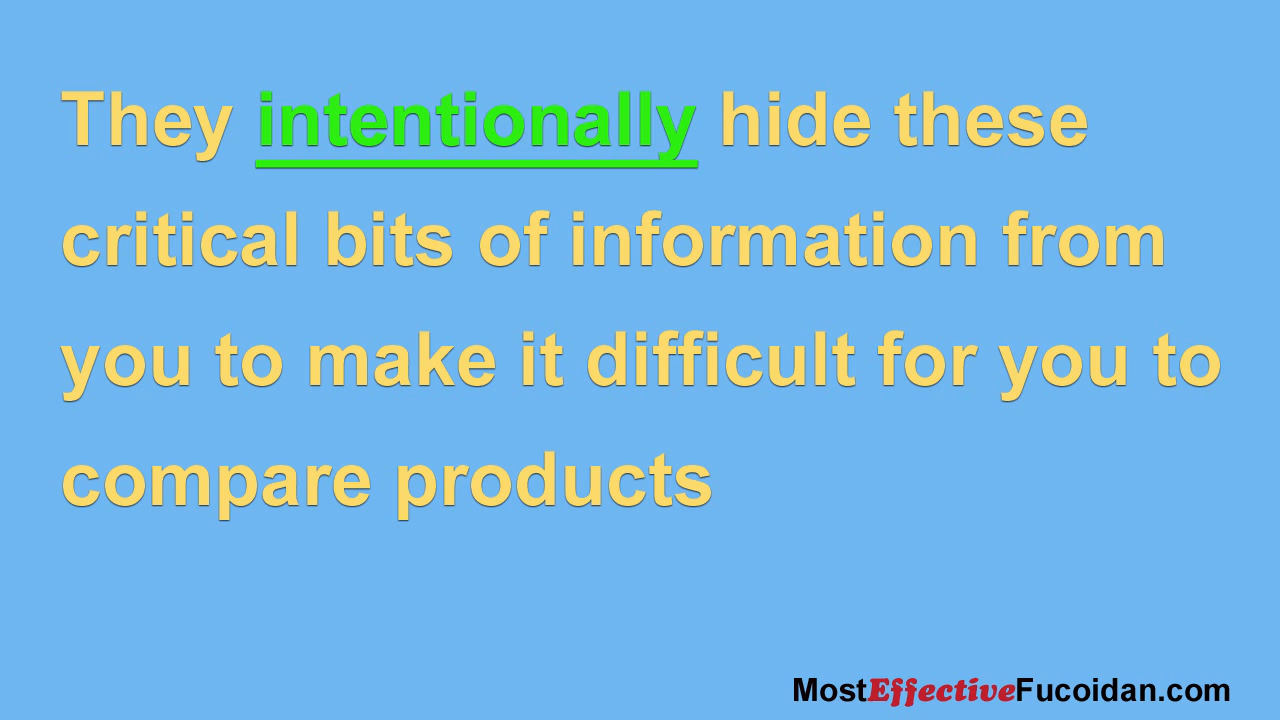 They intentionally hide these
critical bits of information from
you to make it difficult for you to
compare products
MostEffectiveFucoidan.com